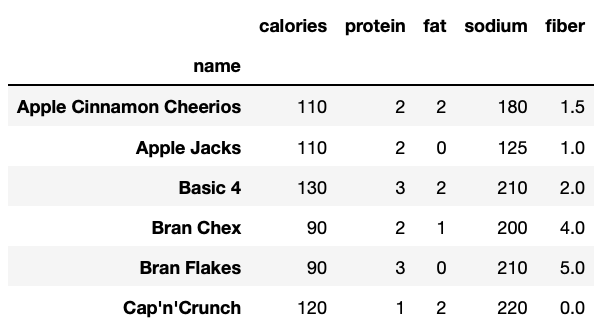 calories protein fat sodium fiber
name
Apple Cinnamon Cheerios 110 2 2 180 1.5
Apple Jacks 110 2 0 125 1.0
Basic 4 130 3 2 210 2.0
Bran Chex 90 2 1 200 4.0
Bran Flakes 90 3 0 210 5.0
Cap'n'Crunch 120 1 2 220 0.0